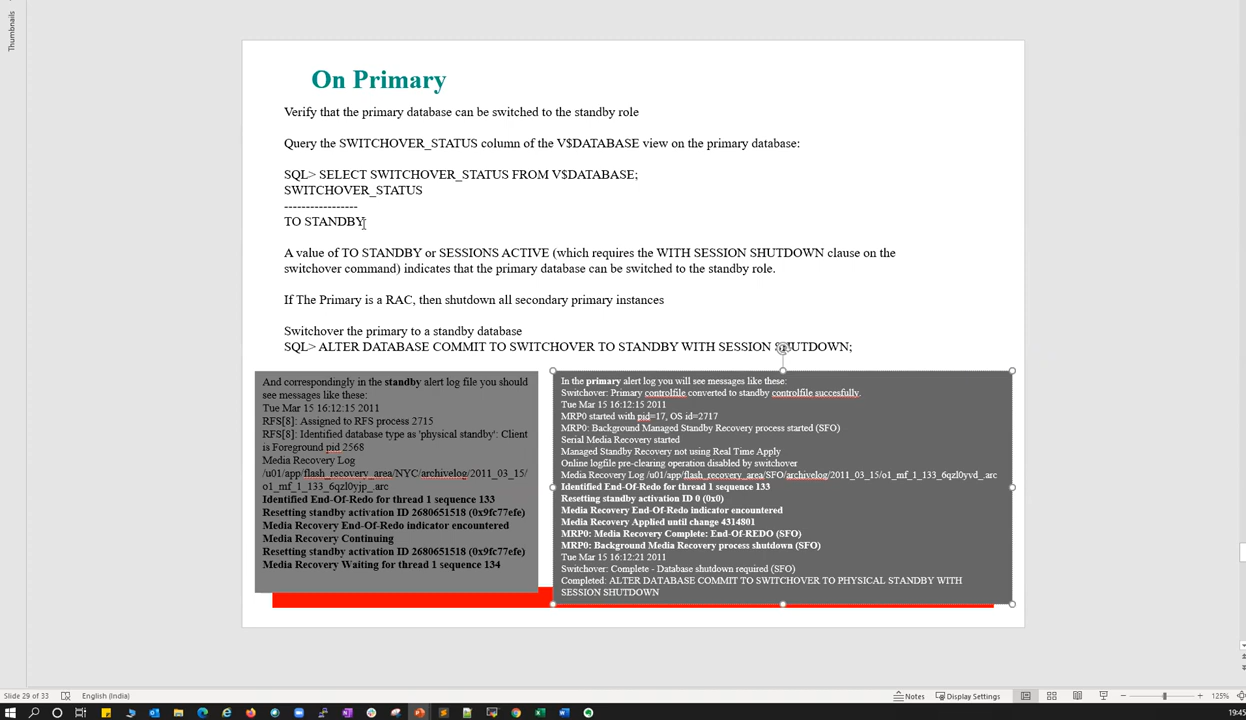 Thumbnails
On Primary
Verify that the primary database can be switched to the standby role
Query the SWITCHOVER_STATUS column of the V$DATABASE view on the primary database:
SQL> SELECT SWITCHOVER_STATUS FROM V$DATABASE;
SWITCHOVER_STATUS
-----------------
TO STANDBY
A value of TO STANDBY or SESSIONS ACTIVE (which requires the WITH SESSION SHUTDOWN clause on the
switchover command) indicates that the primary database can be switched to the standby role.
If The Primary is a RAC, then shutdown all secondary primary instances
Switchover the primary to a standby database
SQL> ALTER DATABASE COMMIT TO SWITCHOVER TO STANDBY WITH SESSION SHUTDOWN;
And correspondingly in the standby alert log file you should
see messages like these:
Tue Mar 15 16:12:15 2011
RFS[8]: Assigned to RFS process 2715
RFS[8]: Identified database type as 'physical standby': Client
is Foreground pid 2568
Media Recovery Log
/u01/app/flash_recovery_area/NYC/archivelog/2011_03_15/
o1_mf_1_133_6qzl0yjp_.arc
Identified End-Of-Redo for thread 1 sequence 133
Resetting standby activation ID 2680651518 (0x9fc77efe)
Media Recovery End-Of-Redo indicator encountered
Media Recovery Continuing
Resetting standby activation ID 2680651518 (0x9fc77efe)
Media Recovery Waiting for thread 1 sequence 134
In the primary alert log you will see messages like these:
Switchover: Primary controlfile converted to standby controlfile succesfully.
Tue Mar 15 16:12:15 2011
MRP0 started with pid=17, OS id=2717
MRP0: Background Managed Standby Recovery process started (SFO)
Serial Media Recovery started
Managed Standby Recovery not using Real Time Apply
Online logfile pre-clearing operation disabled by switchover
Media Recovery Log /u01/app/flash_recovery_area/SFO/archivelog/2011_03_15/o1_mf_1_133_6qzl0yvd_.arc
Identified End-Of-Redo for thread 1 sequence 133
Resetting standby activation ID 0 (0x0)
Media Recovery End-Of-Redo indicator encountered
Media Recovery Applied until change 4314801
MRP0: Media Recovery Complete: End-Of-REDO (SFO)
MRP0: Background Media Recovery process shutdown (SFO)
Tue Mar 15 16:12:21 2011
Switchover: Complete - Database shutdown required (SFO)
Completed: ALTER DATABASE COMMIT TO SWITCHOVER TO PHYSICAL STANDBY WITH
SESSION SHUTDOWN
Slide 29 of 33
English (India)
Notes
Display Settings
125%
19:45